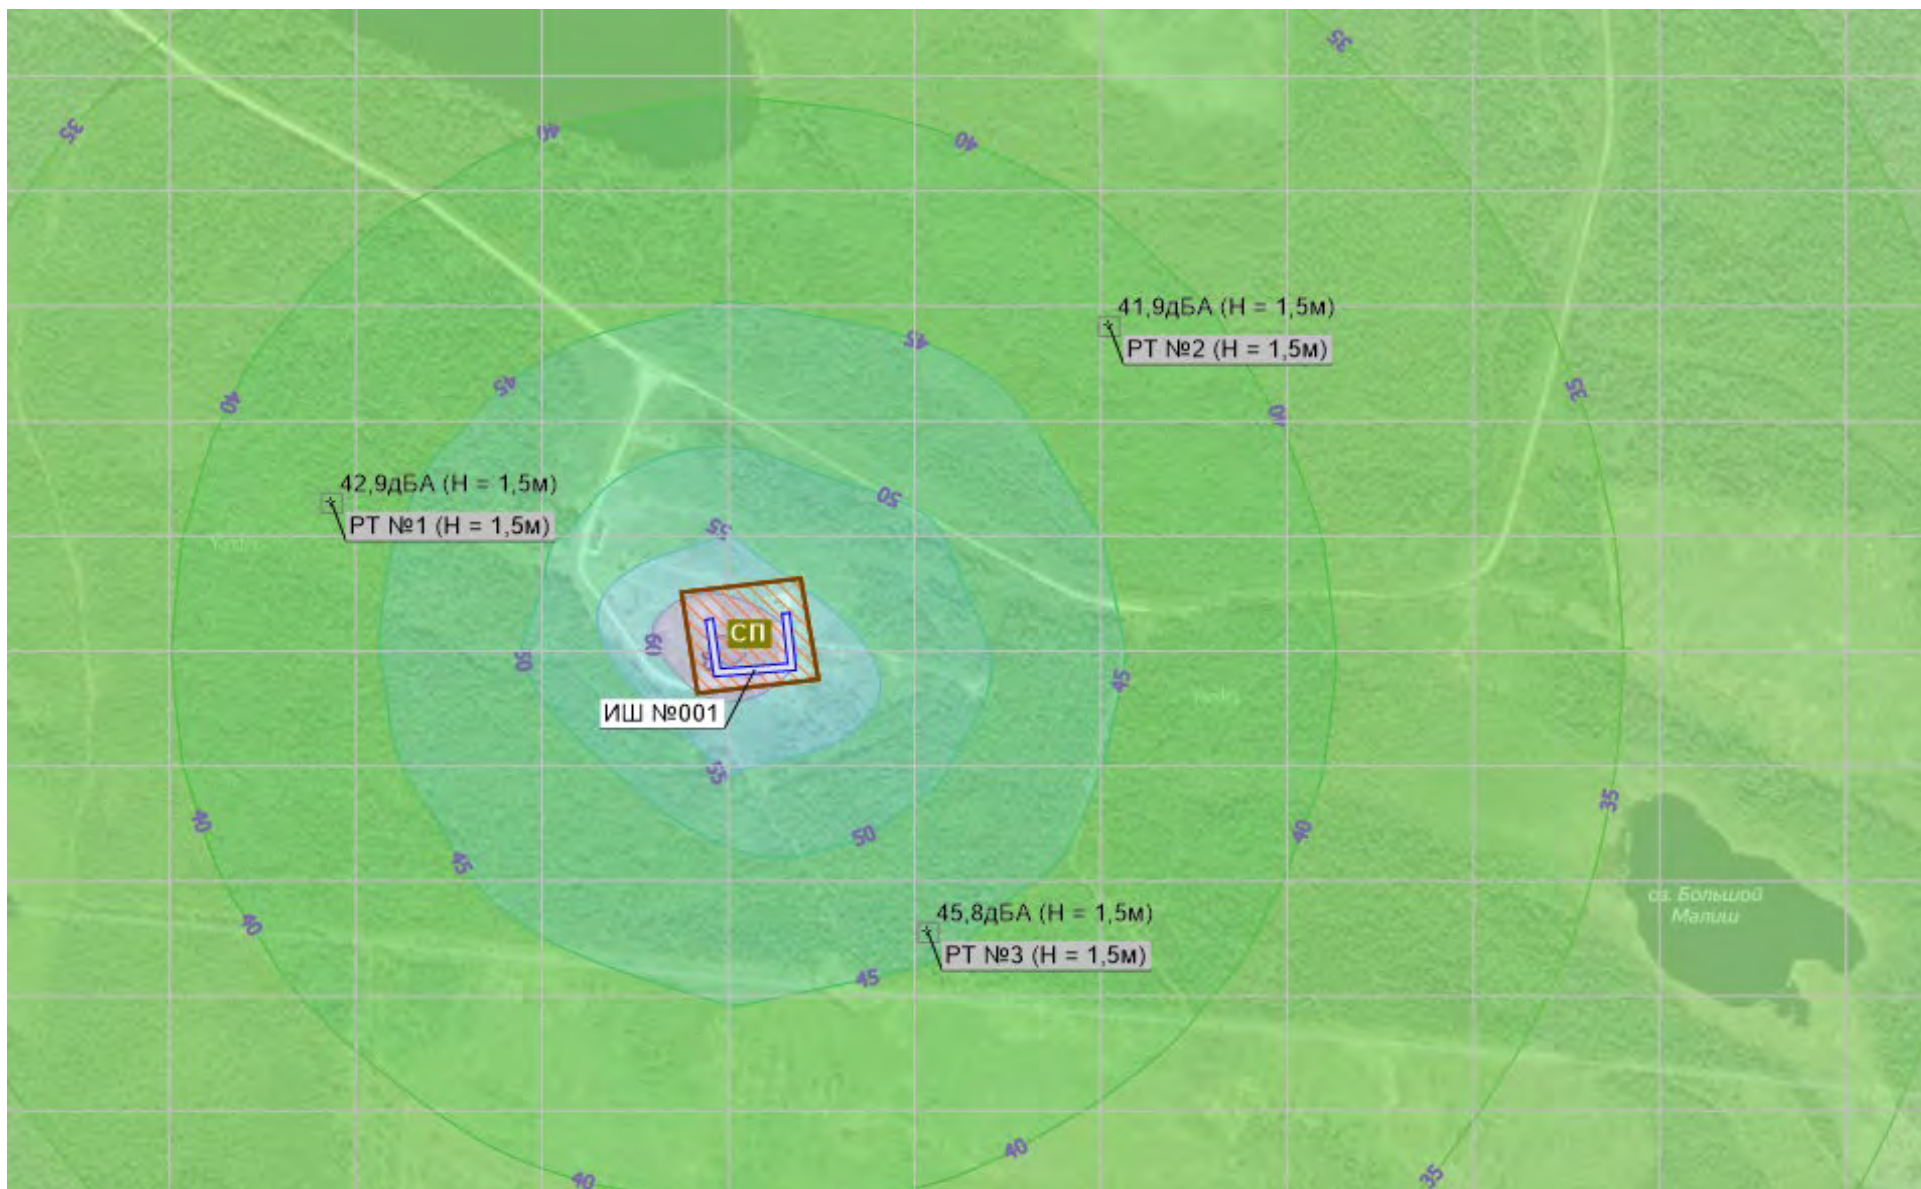 35
35
40
40
41,9дБА (Н = 1,5м)
РТ №2 (Н = 1,5м)
45
45
35
40
40
42,9дБА (Н = 1,5м)
РТ №1 (Н = 1,5м)
50
55
СП
60
50
45
ИШ №001
55
35
40
50
40
45
оз. Большой
Малиш
45,8дБА (Н = 1,5м)
РТ №3 (Н = 1,5м)
40
45
40
40
35